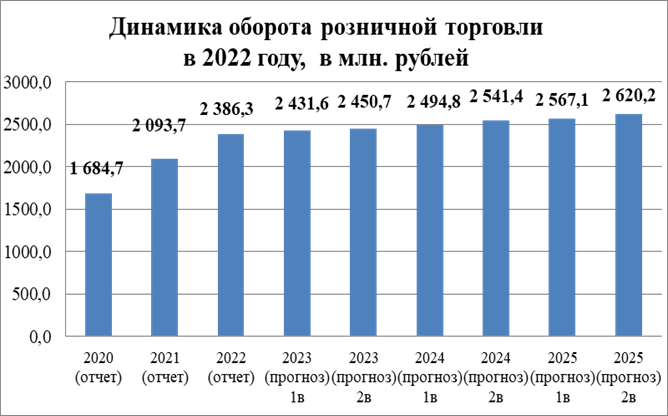 Динамика оборота розничной торговли
в 2022 году, в млн. рублей
3000,0
2500,0
2000,0
1500,0
1000,0
500,0
0,0
1 684,7
2 093,7
2 386,3
2 431,6
2 450,7
2 494,8
2 541,4
2 567,1
2 620,2
2020 (отчет)
2021 (отчет)
2022 (отчет)
2023 (прогноз) 1в
2023 (прогноз) 2в
2024 (прогноз) 1в
2024 (прогноз) 2в
2025 (прогноз) 1в
2025 (прогноз) 2в